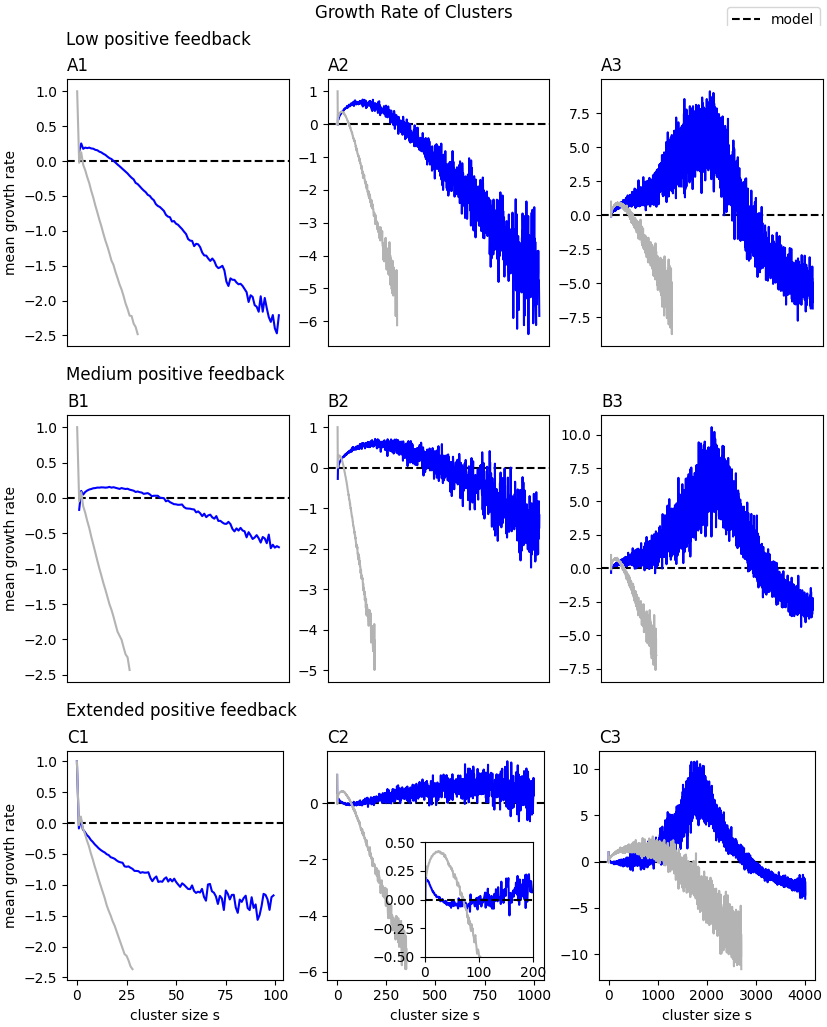 Growth Rate of Clusters
model
Low positive feedback
A1
A2
A3
mean growth rate
1.0
0.5
0.0
−0.5
−1.0
−1.5
−2.0
−2.5
1
0
−1
−2
−3
−4
−5
−6
7.5
5.0
2.5
0.0
−2.5
−5.0
−7.5
Medium positive feedback
B1
B2
B3
mean growth rate
1.0
0.5
0.0
−0.5
−1.0
−1.5
−2.0
−2.5
1
0
−1
−2
−3
−4
−5
10.0
7.5
5.0
2.5
0.0
−2.5
−5.0
−7.5
Extended positive feedback
C1
C2
C3
mean growth rate
1.0
0.5
0.0
−0.5
−1.0
−1.5
−2.0
−2.5
0 25 50 75 100
cluster size s
0
−2
−4
−6
0.50
0.25
0.00
−0.25
−0.50
0 100 200
0 250 500 750 1000
cluster size s
10
5
0
−5
−10
0 1000 2000 3000 4000
cluster size s